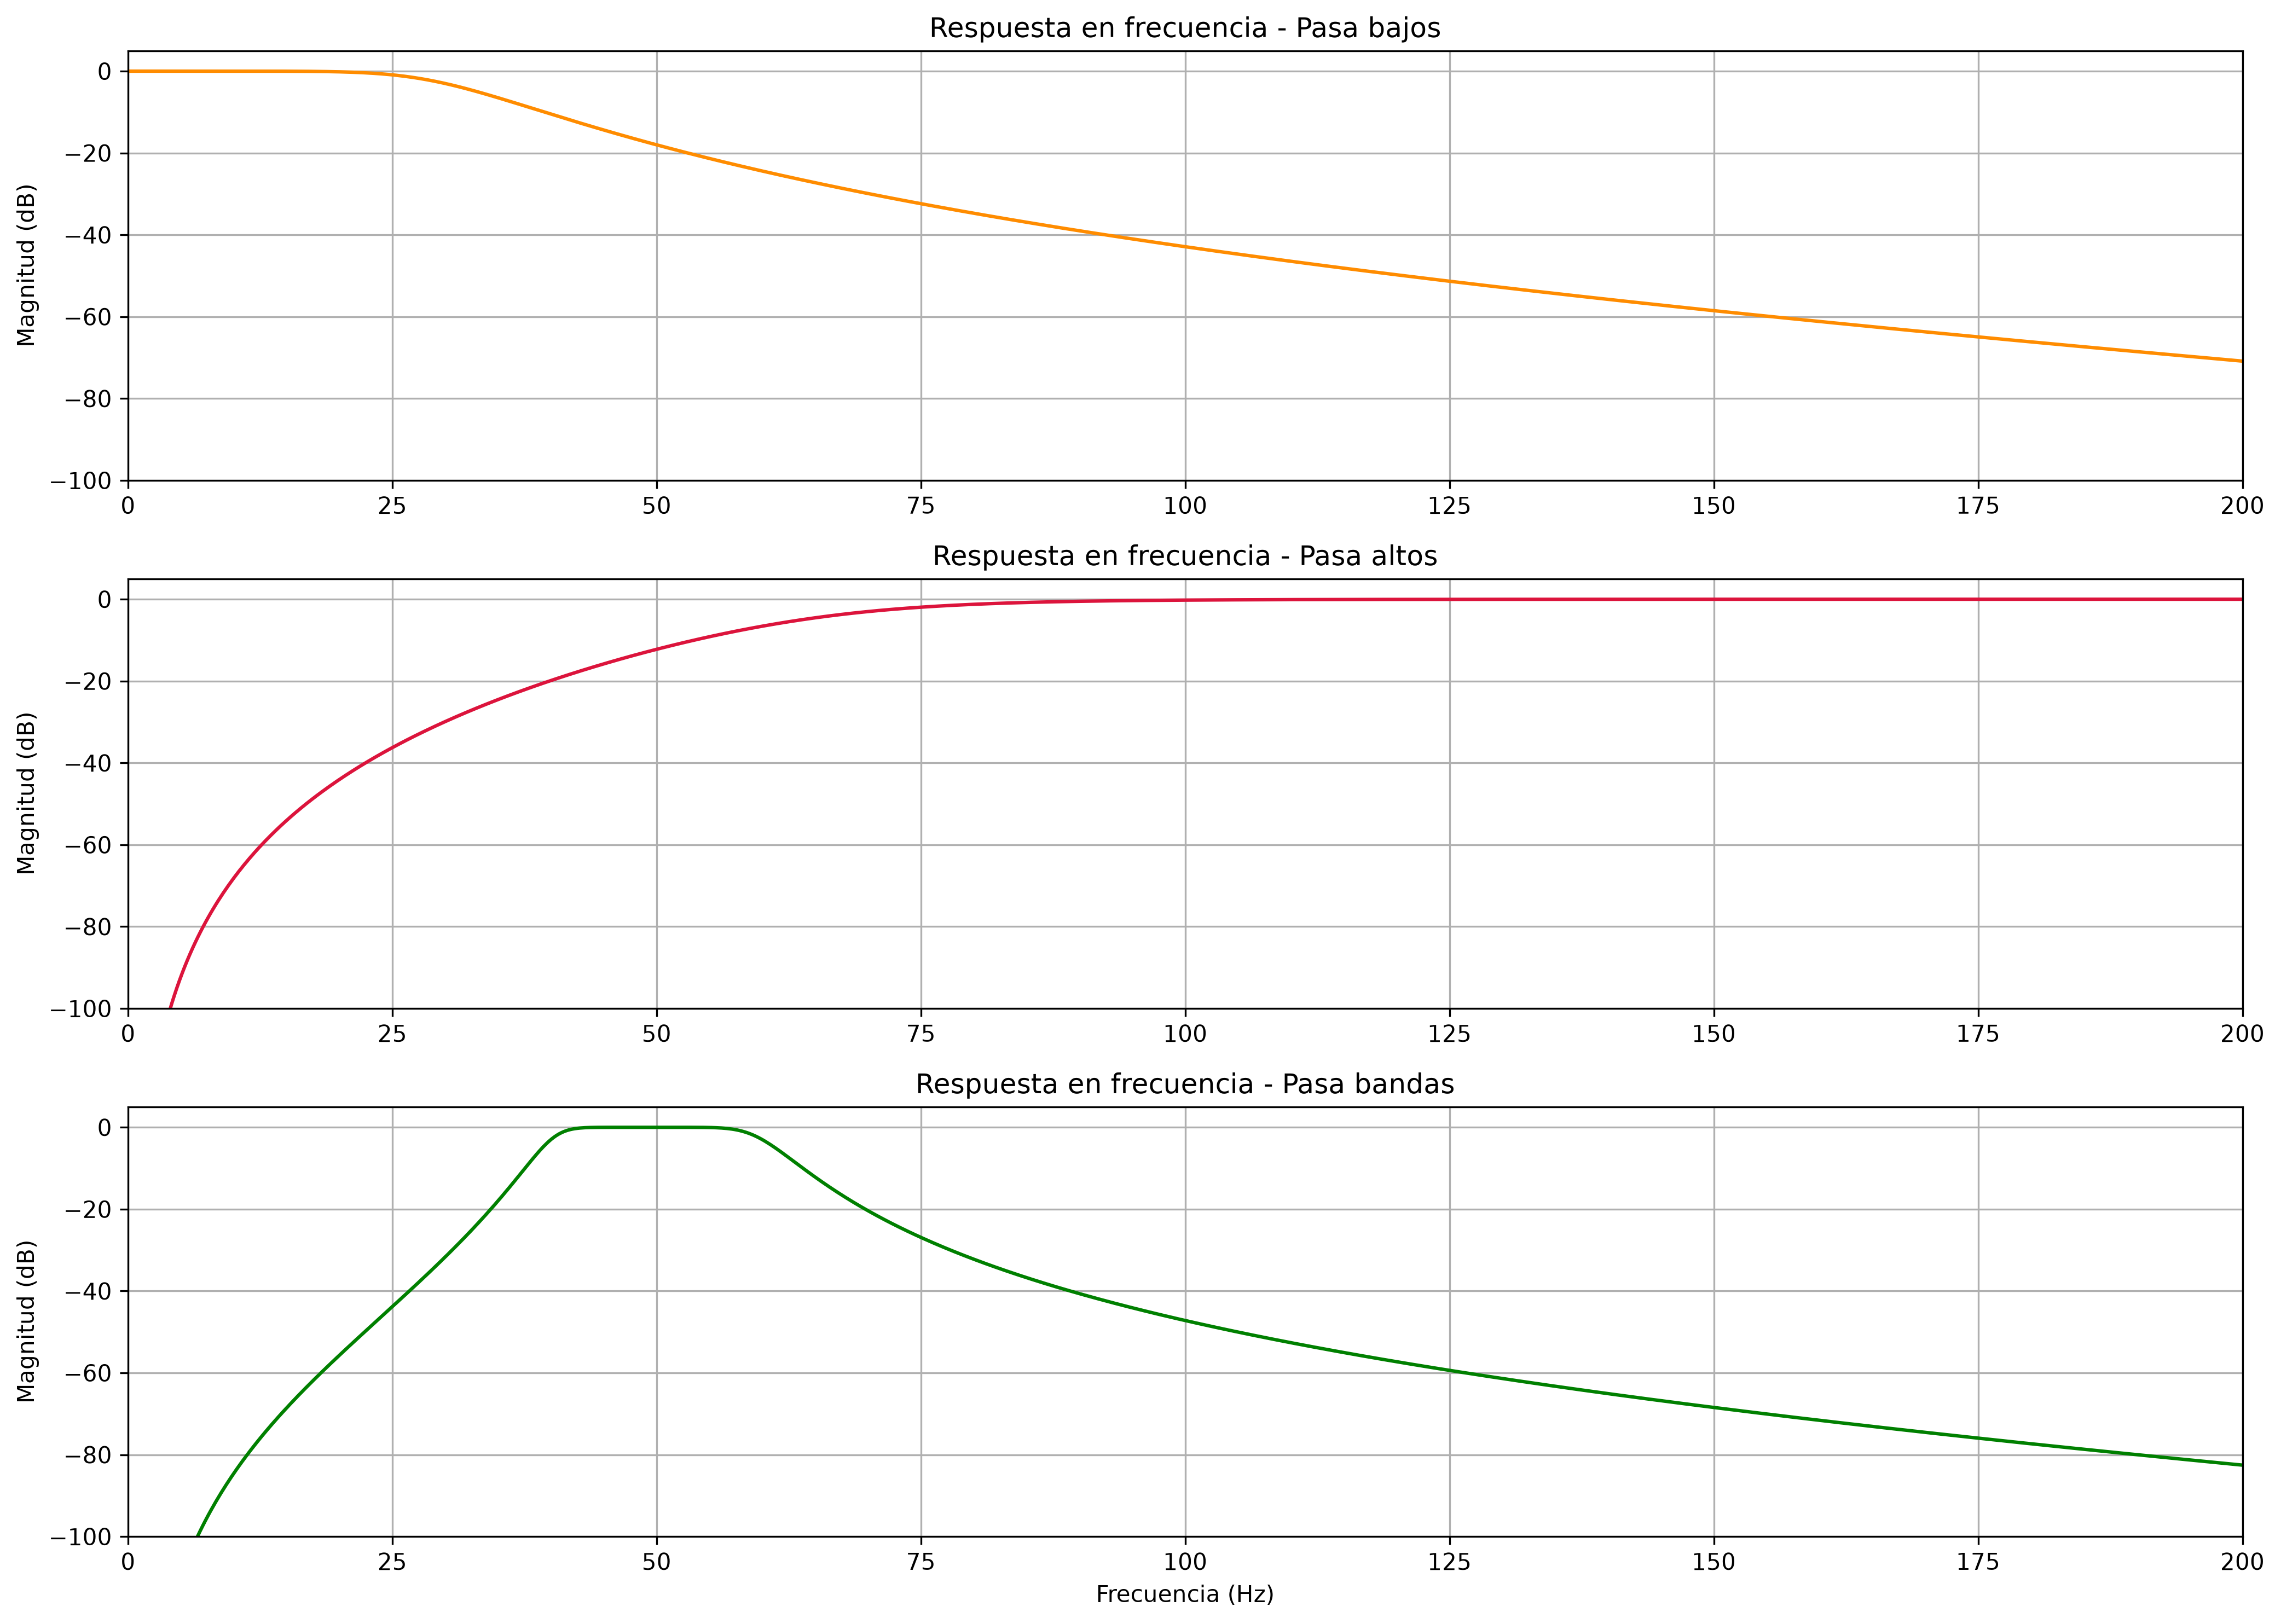 Respuesta en frecuencia - Pasa bajos
Magnitud (dB)
0
−20
−40
−60
−80
−100
0 25 50 75 100 125 150 175 200
Respuesta en frecuencia - Pasa altos
Magnitud (dB)
0
−20
−40
−60
−80
−100
0 25 50 75 100 125 150 175 200
Respuesta en frecuencia - Pasa bandas
Magnitud (dB)
0
−20
−40
−60
−80
−100
0 25 50 75 100 125 150 175 200
Frecuencia (Hz)